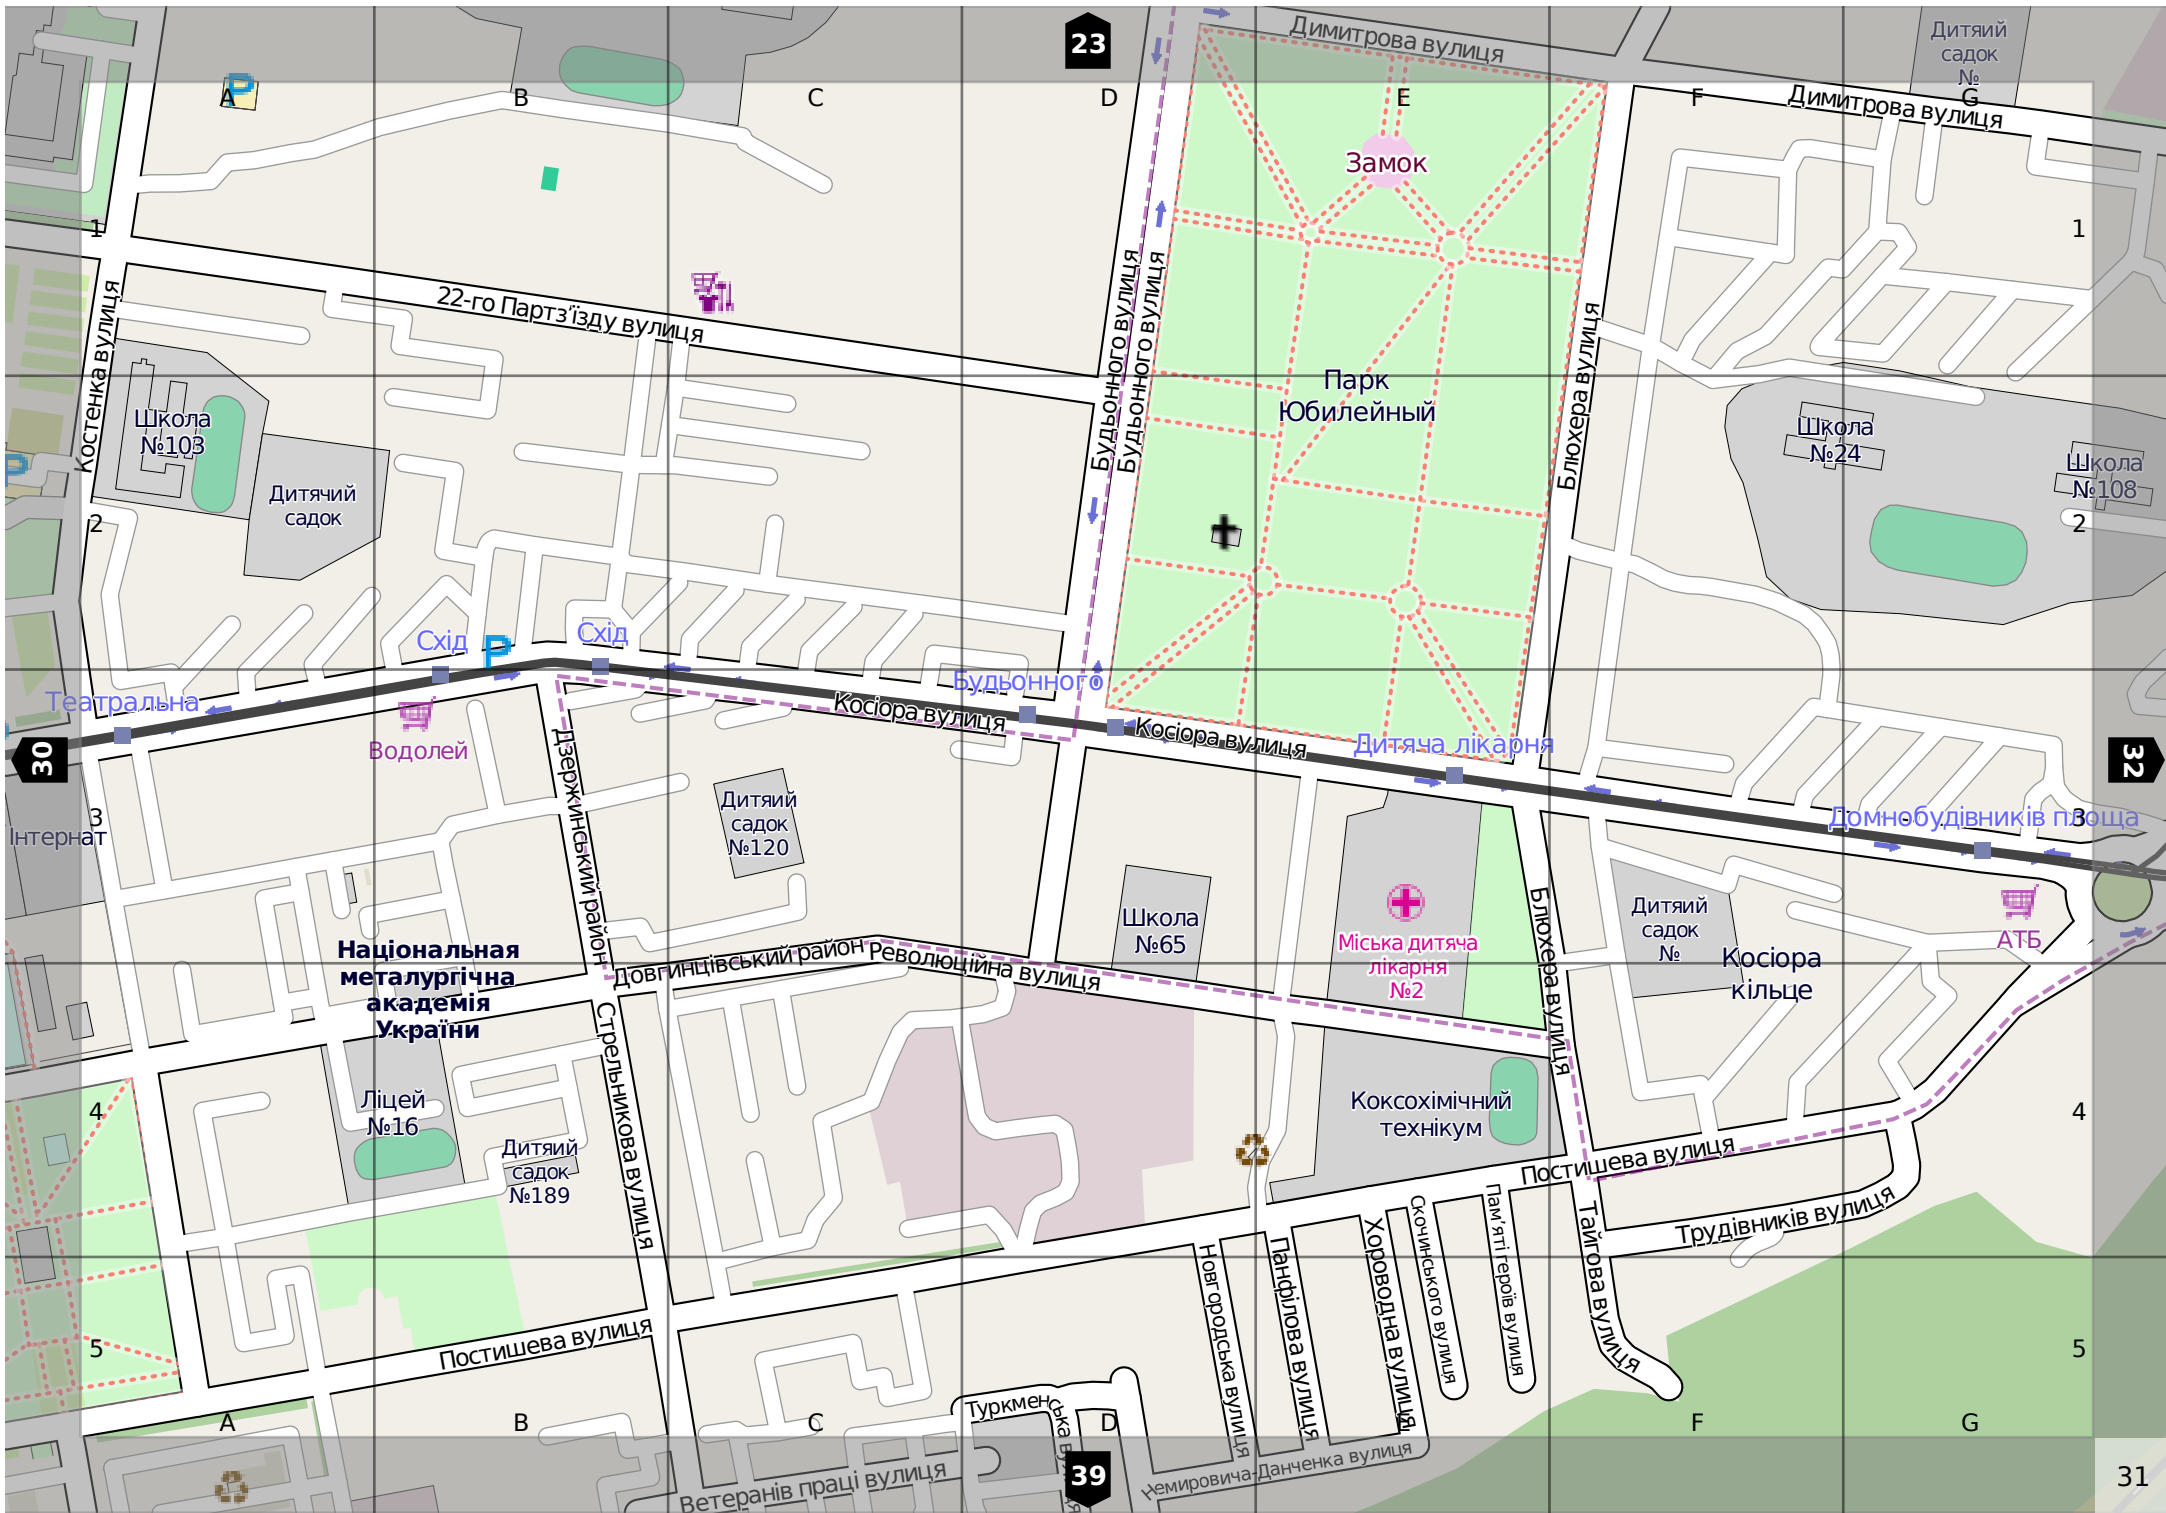 23
Димитрова вулиця
Дитяий
садок
№
A
B
C
D
E
F
G
Димитрова вулиця
Замок
1
1
Костенка вулиця
22-го Партз’їзду вулиця
Будьонного вулиця
Будьонного вулиця
Блюхера вулиця
Парк
Юбилейный
Школа
№103
Дитячий
садок
Школа
№24
Школа
№108
2
2
Схід
Схід
Театральна
Будьонного
Косіора вулиця
Косіора вулиця
Дитяча лікарня
Водолей
30
32
Дзержинський район
Дитяий
садок
№120
3
3
Інтернат
Домнобудівників площа
Блюхера вулиця
Школа
№65
Міська дитяча
лікарня
№2
Дитяий
садок
№
АТБ
Косіора
кільце
Національная
металургічна
академія
України
Довгинцівський район
Революційна вулиця
Стрельникова вулиця
4
4
Ліцей
№16
Дитяий
садок
№189
Коксохімічний
технікум
Постишева вулиця
Трудівників вулиця
Тайгова вулиця
Пам’яті героїв вулиця
Скочинського вулиця
Хороводна вулиця
Панфілова вулиця
Новгородська вулиця
5
5
Постишева вулиця
Туркменська
A
B
C
D
E
F
G
39
Ветеранів праці вулиця
Немировича-Данченка вулиця
31